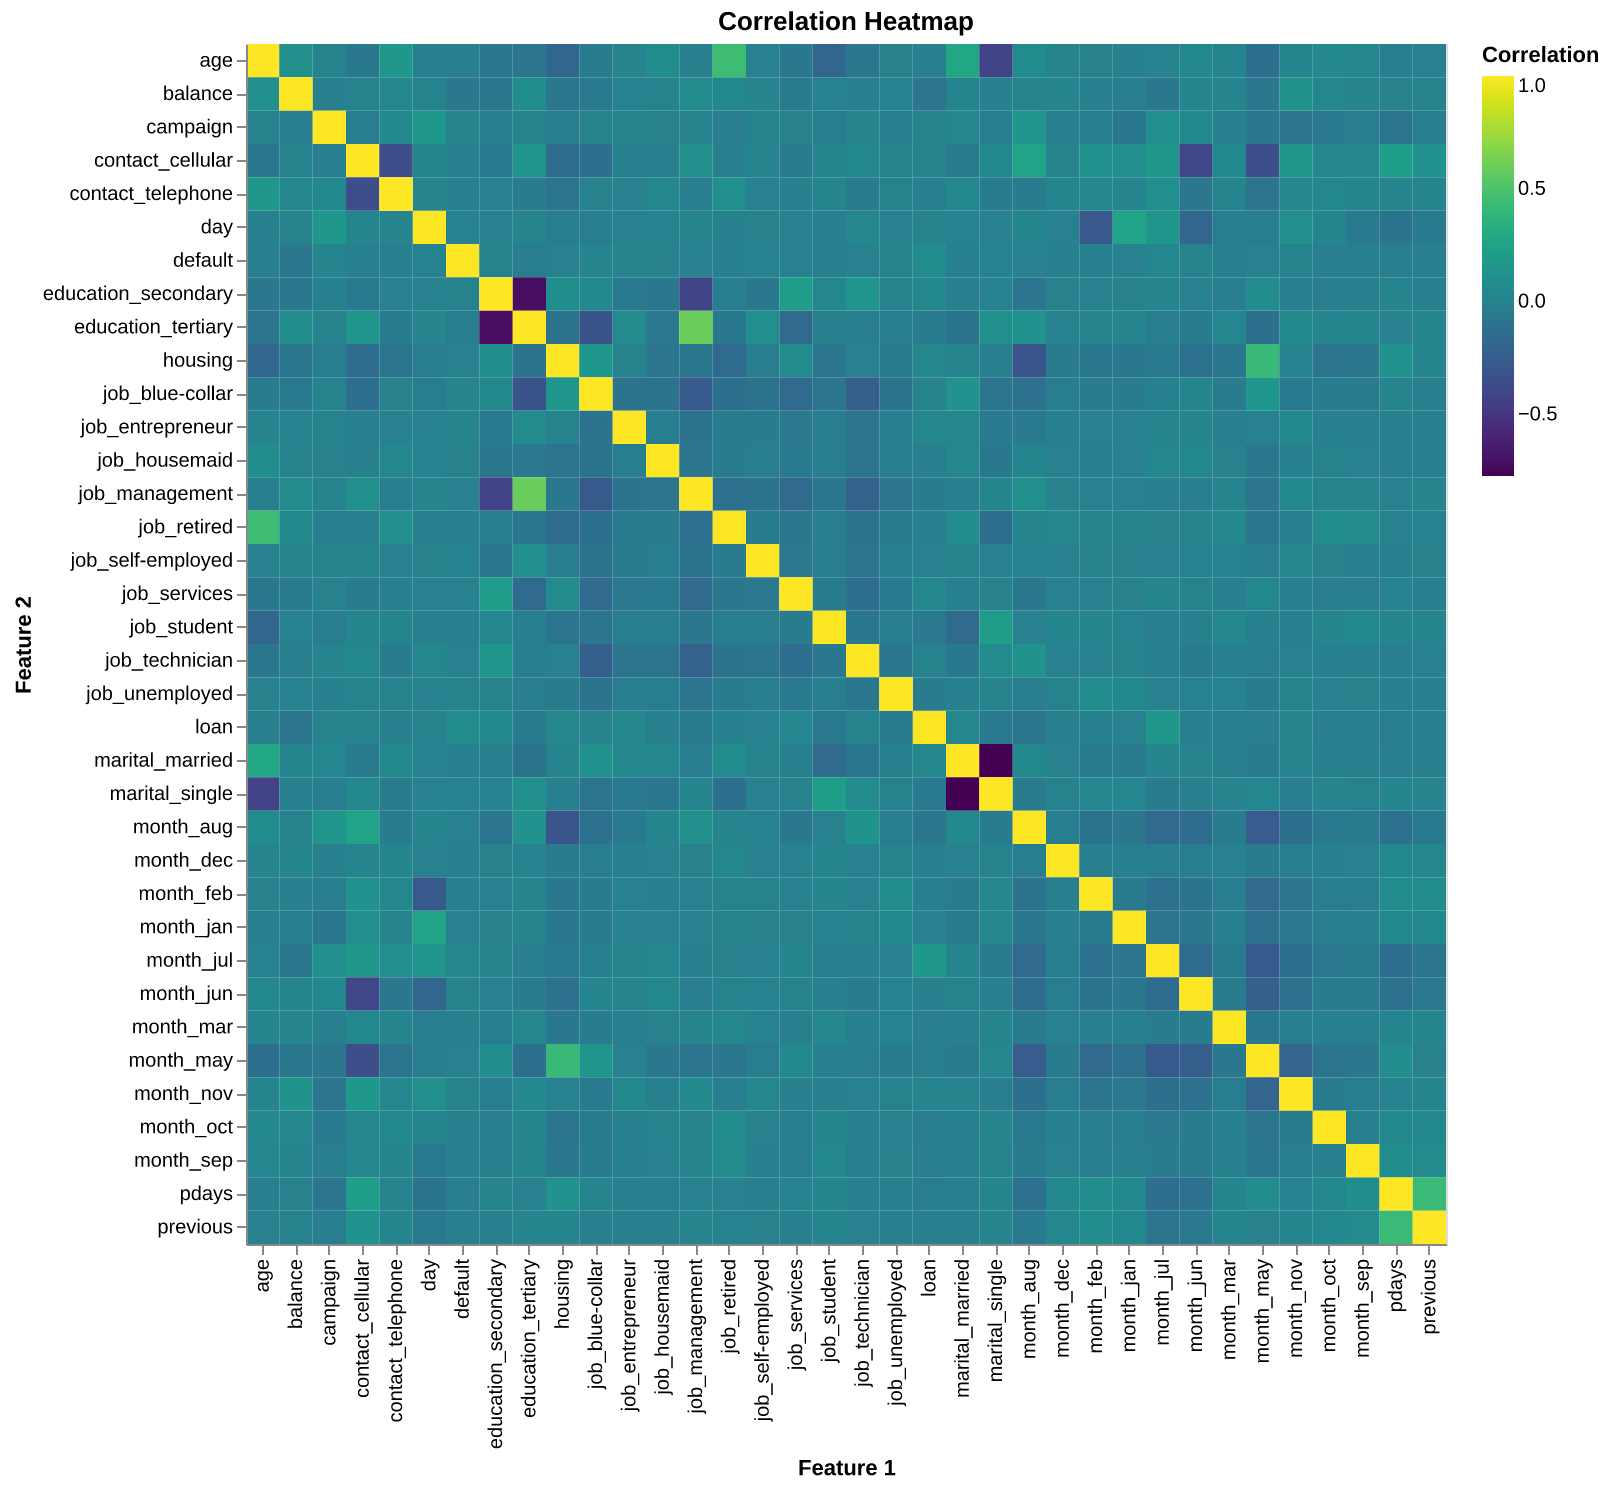 Correlation Heatmap
Correlation
1.0
0.5
0.0
−0.5
Feature 2
age
balance
campaign
contact_cellular
contact_telephone
day
default
education_secondary
education_tertiary
housing
job_blue-collar
job_entrepreneur
job_housemaid
job_management
job_retired
job_self-employed
job_services
job_student
job_technician
job_unemployed
loan
marital_married
marital_single
month_aug
month_dec
month_feb
month_jan
month_jul
month_jun
month_mar
month_may
month_nov
month_oct
month_sep
pdays
previous
age
balance
campaign
contact_cellular
contact_telephone
day
default
education_secondary
education_tertiary
housing
job_blue-collar
job_entrepreneur
job_housemaid
job_management
job_retired
job_self-employed
job_services
job_student
job_technician
job_unemployed
loan
marital_married
marital_single
month_aug
month_dec
month_feb
month_jan
month_jul
month_jun
month_mar
month_may
month_nov
month_oct
month_sep
pdays
previous
Feature 1